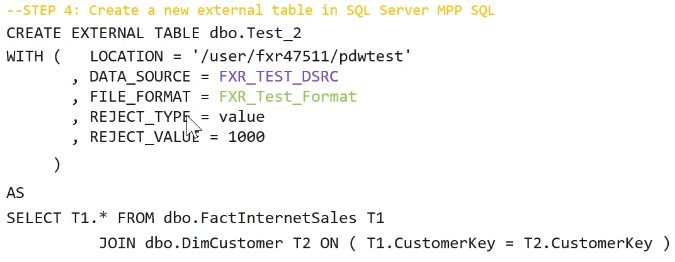 --STEP 4: Create a new external table in SQL Server MPP SQL
CREATE EXTERNAL TABLE dbo.Test_2
WITH (   LOCATION = '/user/fxr47511/pdwtest'
       , DATA_SOURCE = FXR_TEST_DSRC
       , FILE_FORMAT = FXR_Test_Format
       , REJECT_TYPE = value
       , REJECT_VALUE = 1000
     )
AS
SELECT T1.* FROM dbo.FactInternetSales T1
          JOIN dbo.DimCustomer T2 ON ( T1.CustomerKey = T2.CustomerKey )